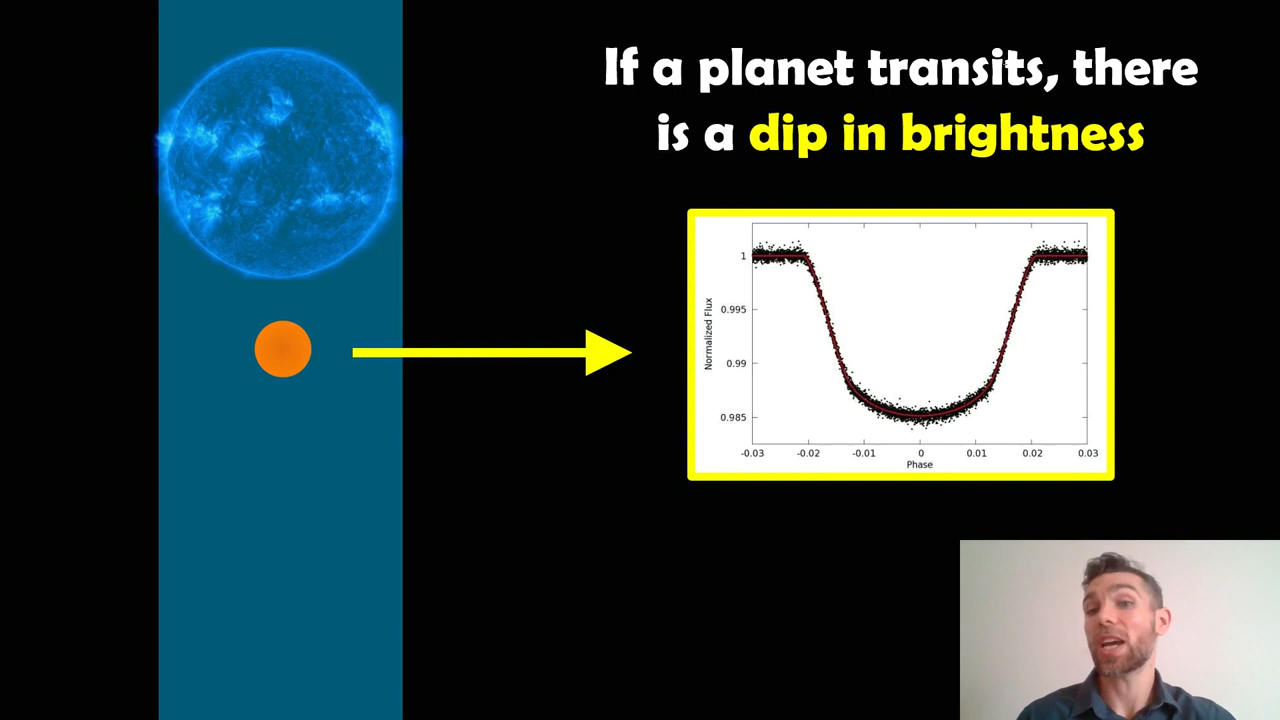 If a planet transits, there
is a dip in brightness
1
0.995
0.99
0.985
Normalized Flux
-0.03 -0.02 -0.01 0 0.01 0.02 0.03
Phase